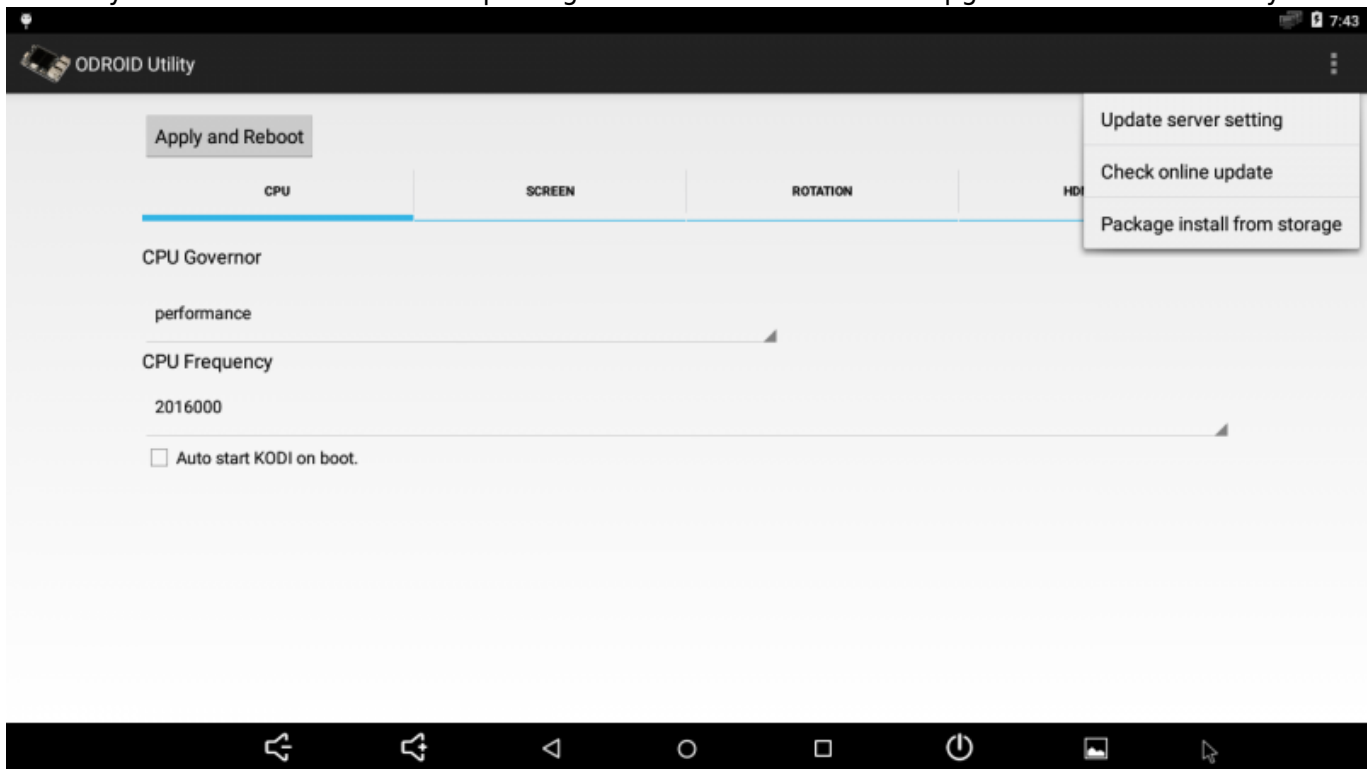 7:43
ODROID Utility
Apply and Reboot
Update server setting
Check online update
Package install from storage
CPU
SCREEN
ROTATION
CPU Governor
performance
CPU Frequency
2016000
Auto start KODI on boot.